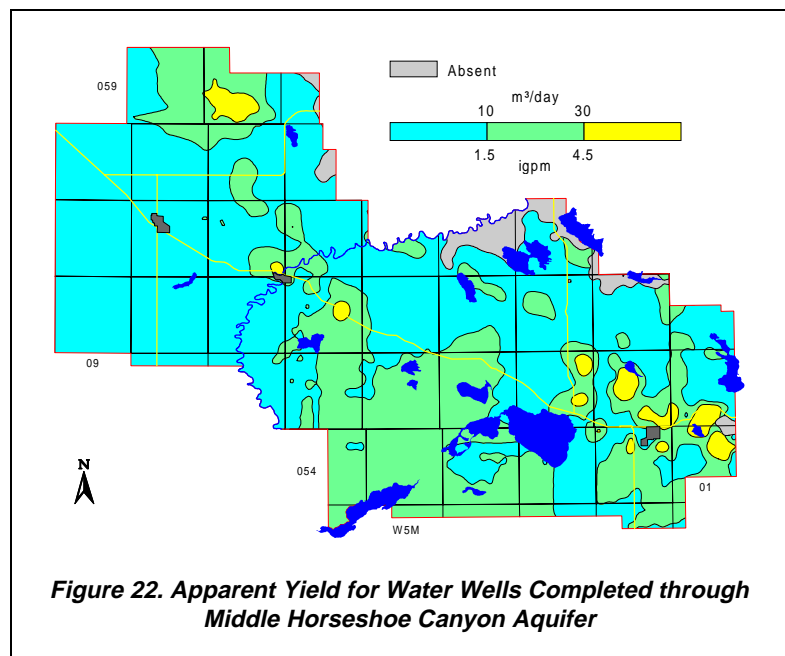 059
Absent
m³/day
10 30
1.5 4.5
igpm
09
054
01
N
W5M
Figure 22. Apparent Yield for Water Wells Completed through
Middle Horseshoe Canyon Aquifer